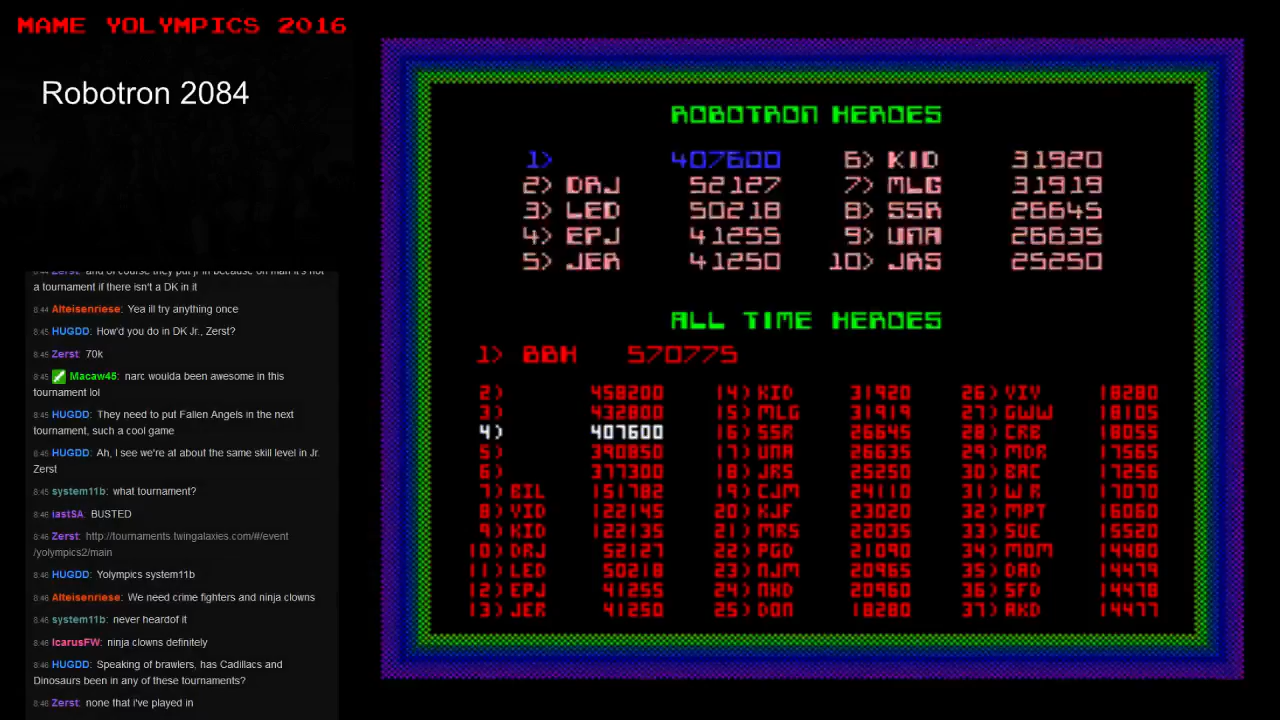 MAME YOLYMPICS 2016
Robotron 2084
8:44 Zerst: and of course they put jr in because oh man it's not
a tournament if there isn't a DK in it
8:44 Alteisenriese: Yea ill try anything once
8:45 HUGDD: How'd you do in DK Jr., Zerst?
8:45 Zerst: 70k
8:45 Macaw45: narc woulda been awesome in this
tournament lol
8:45 HUGDD: They need to put Fallen Angels in the next
tournament, such a cool game
8:45 HUGDD: Ah, I see we're at about the same skill level in Jr.
Zerst
8:45 system11b: what tournament?
8:46 iastSA: BUSTED
8:46 Zerst: http://tournaments.twingalaxies.com/#/event
/yolympics2/main
8:46 HUGDD: Yolympics system11b
8:46 Alteisenriese: We need crime fighters and ninja clowns
8:46 system11b: never heardof it
8:46 IcarusFW: ninja clowns definitely
8:46 HUGDD: Speaking of brawlers, has Cadillacs and
Dinosaurs been in any of these tournaments?
8:46 Zerst: none that i've played in
ROBOTRON HEROES
1) 407600 6) KID 31920
2) DRJ 52127 7) MLG 31919
3) LED 50218 8) SSR 26645
4) EPJ 41255 9) UNA 26635
5) JER 41250 10) JRS 25250
ALL TIME HEROES
1) BBH 570775
2) 458200 14) KID 31920 26) VIV 18280
3) 432800 15) MLG 31919 27) GWW 18105
4) 407600 16) SSR 26645 28) CRB 18055
5) 390850 17) UNA 26635 29) MDR 17565
6) 377300 18) JRS 25250 30) BAC 17256
7) BIL 151782 19) CJM 24110 31) W R 17070
8) VID 122145 20) KJF 23020 32) MPT 16060
9) KID 122135 21) MRS 22035 33) SUE 15520
10) DRJ 52127 22) PGD 21090 34) MOM 14480
11) LED 50218 23) NJM 20965 35) DAD 14479
12) EPJ 41255 24) NHD 20960 36) SFD 14478
13) JER 41250 25) DON 18280 37) AKD 14477